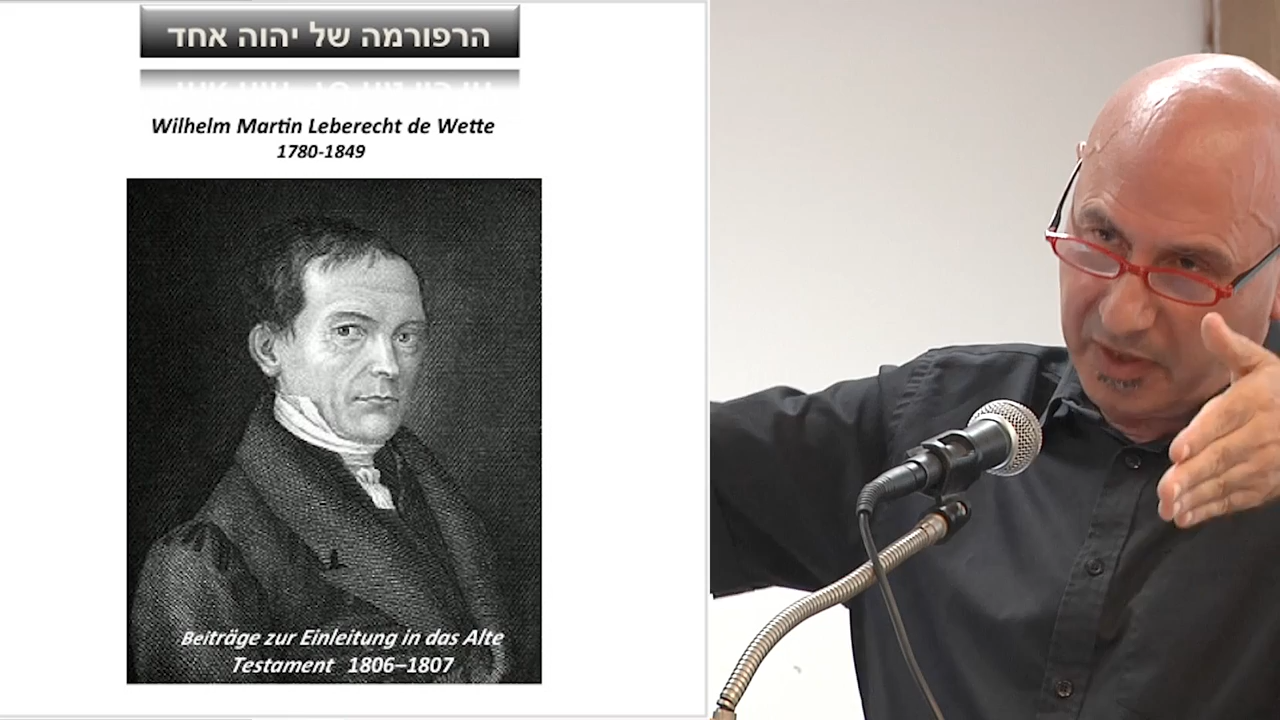 הרפורמה של יהוה אחד
Wilhelm Martin Leberecht de Wette
1780-1849
Beiträge zur Einleitung in das Alte
Testament 1806–1807